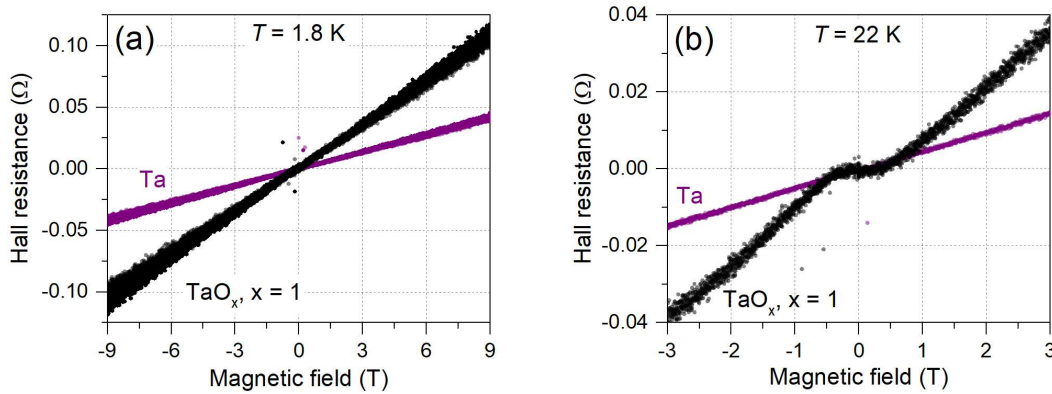 (a)
T = 1.8 K
Hall resistance (Ω)
0.10
0.05
0.00
-0.05
-0.10
Ta
TaOₓ, x = 1
-9 -6 -3 0 3 6 9
Magnetic field (T)
(b)
T = 22 K
Hall resistance (Ω)
0.04
0.02
0.00
-0.02
-0.04
Ta
TaOₓ, x = 1
-3 -2 -1 0 1 2 3
Magnetic field (T)